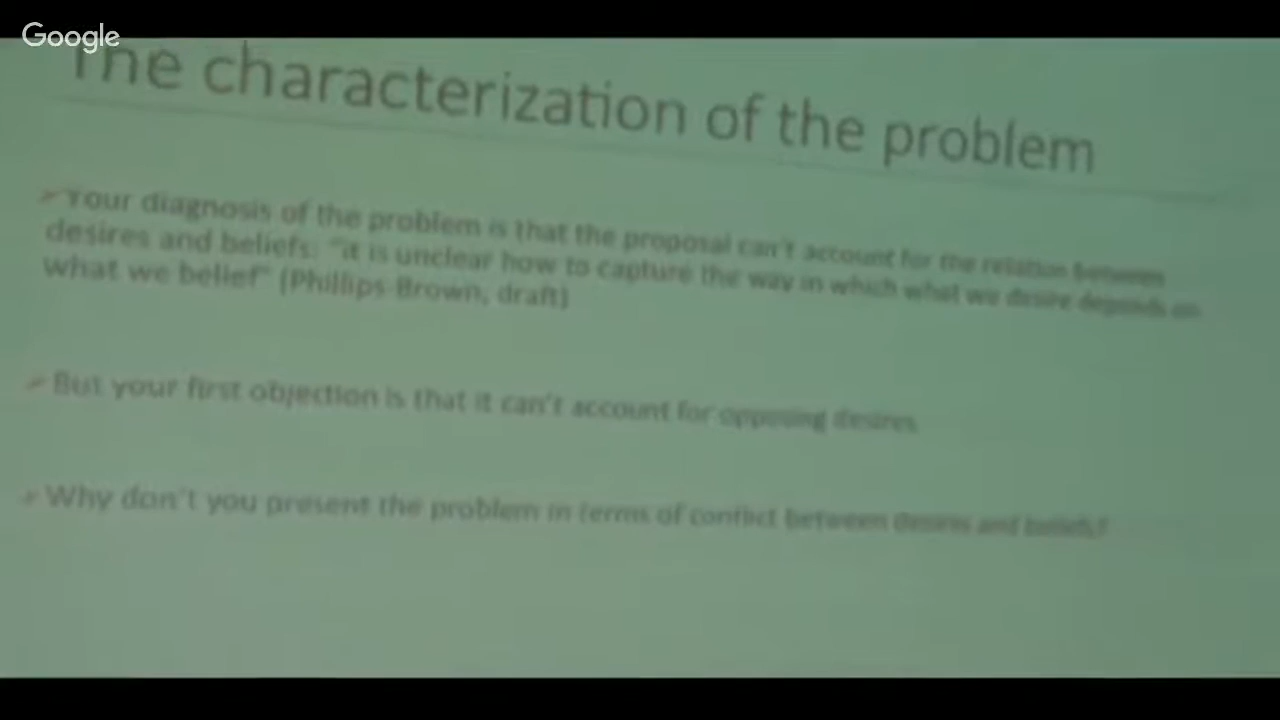 Google
The characterization of the problem
➢ Your diagnosis of the problem is that the proposal can't account for the relation between
desires and beliefs: "it is unclear how to capture the way in which what we desire depends on
what we belief" (Phillips Brown, draft)
➢ But your first objection is that it can't account for opposing desires
➢ Why don't you present the problem in terms of conflict between desires and beliefs?